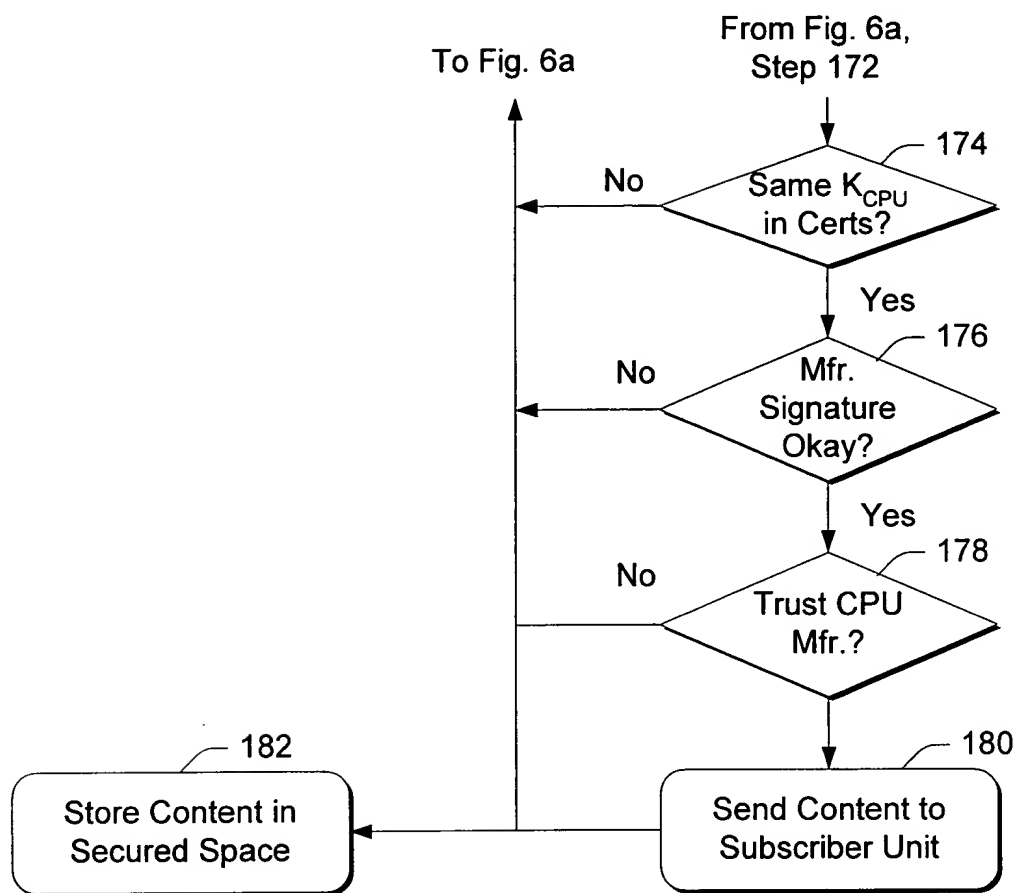 From Fig. 6a,
Step 172
To Fig. 6a
174
No
Same K_CPU
in Certs?
Yes
176
No
Mfr.
Signature
Okay?
Yes
178
No
Trust CPU
Mfr.?
182
180
Store Content in
Secured Space
Send Content to
Subscriber Unit